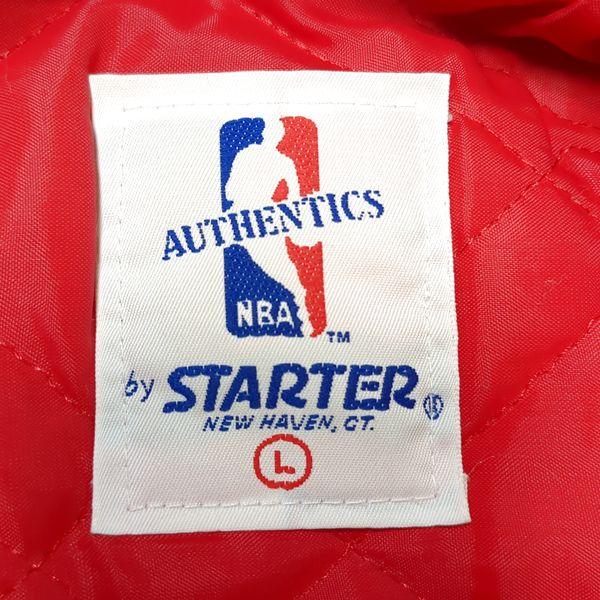 AUTHENTICS
NBA
TM
by STARTER®
NEW HAVEN, CT.
L